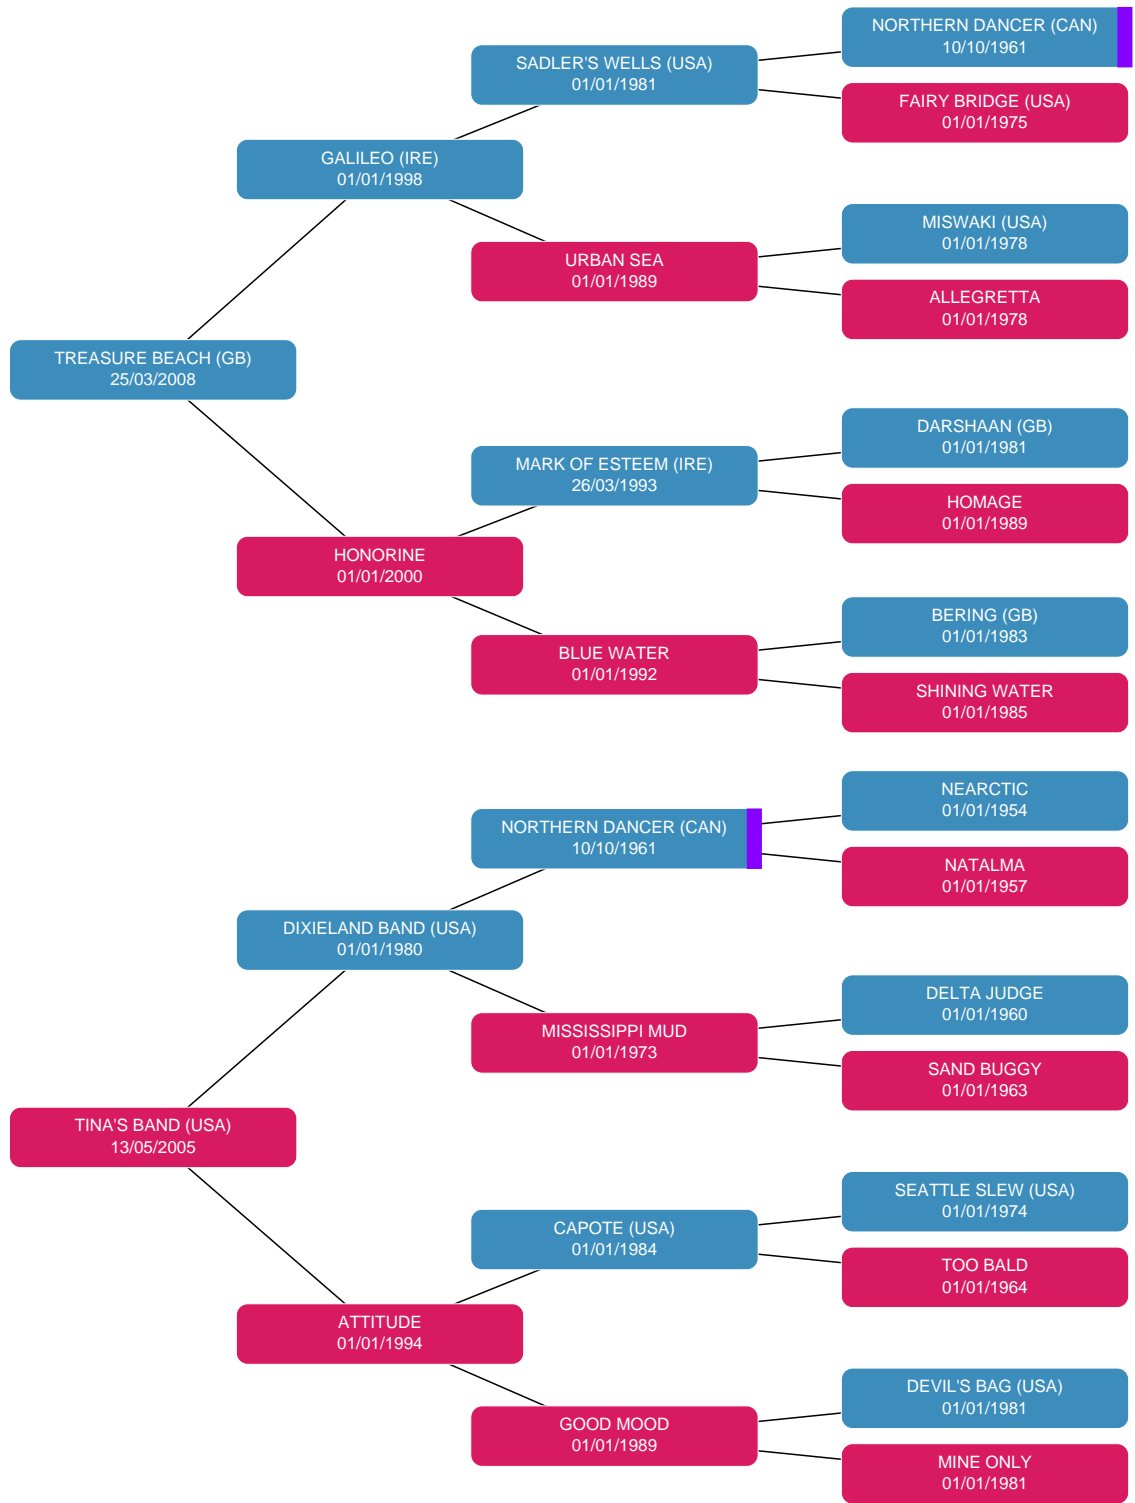 NORTHERN DANCER (CAN)
10/10/1961
SADLER'S WELLS (USA)
01/01/1981
FAIRY BRIDGE (USA)
01/01/1975
GALILEO (IRE)
01/01/1998
MISWAKI (USA)
01/01/1978
URBAN SEA
01/01/1989
ALLEGRETTA
01/01/1978
TREASURE BEACH (GB)
25/03/2008
DARSHAAN (GB)
01/01/1981
MARK OF ESTEEM (IRE)
26/03/1993
HOMAGE
01/01/1989
HONORINE
01/01/2000
BERING (GB)
01/01/1983
BLUE WATER
01/01/1992
SHINING WATER
01/01/1985
NEARCTIC
01/01/1954
NORTHERN DANCER (CAN)
10/10/1961
NATALMA
01/01/1957
DIXIELAND BAND (USA)
01/01/1980
DELTA JUDGE
01/01/1960
MISSISSIPPI MUD
01/01/1973
SAND BUGGY
01/01/1963
TINA'S BAND (USA)
13/05/2005
SEATTLE SLEW (USA)
01/01/1974
CAPOTE (USA)
01/01/1984
TOO BALD
01/01/1964
ATTITUDE
01/01/1994
DEVIL'S BAG (USA)
01/01/1981
GOOD MOOD
01/01/1989
MINE ONLY
01/01/1981